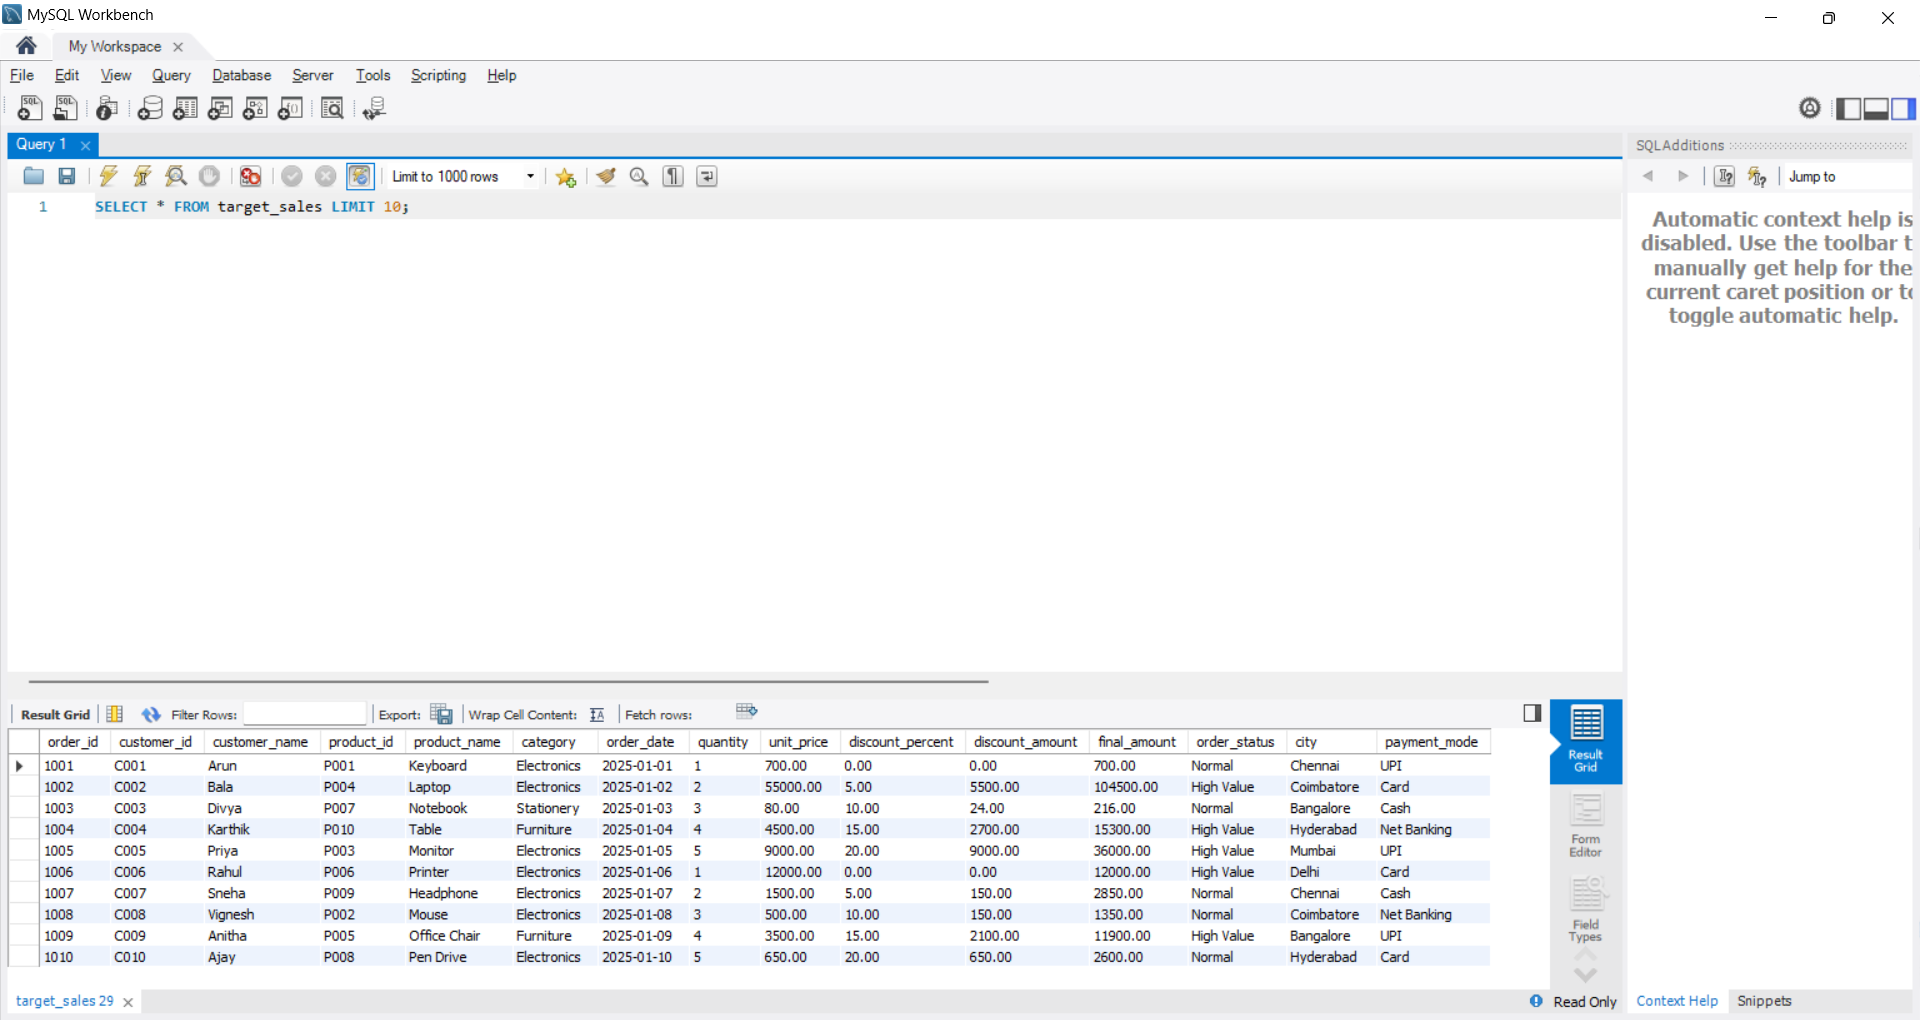 MySQL Workbench
My Workspace
File Edit View Query Database Server Tools Scripting Help
Query 1
SQLAdditions
Limit to 1000 rows
Jump to
1 SELECT * FROM target_sales LIMIT 10;
Automatic context help is
disabled. Use the toolbar t
manually get help for the
current caret position or to
toggle automatic help.
Result Grid Filter Rows: Export: Wrap Cell Content: Fetch rows:
order_id customer_id customer_name product_id product_name category order_date quantity unit_price discount_percent discount_amount final_amount order_status city payment_mode
1001 C001 Arun P001 Keyboard Electronics 2025-01-01 1 700.00 0.00 0.00 700.00 Normal Chennai UPI
1002 C002 Bala P004 Laptop Electronics 2025-01-02 2 55000.00 5.00 5500.00 104500.00 High Value Coimbatore Card
1003 C003 Divya P007 Notebook Stationery 2025-01-03 3 80.00 10.00 24.00 216.00 Normal Bangalore Cash
1004 C004 Karthik P010 Table Furniture 2025-01-04 4 4500.00 15.00 2700.00 15300.00 High Value Hyderabad Net Banking
1005 C005 Priya P003 Monitor Electronics 2025-01-05 5 9000.00 20.00 9000.00 36000.00 High Value Mumbai UPI
1006 C006 Rahul P006 Printer Electronics 2025-01-06 1 12000.00 0.00 0.00 12000.00 High Value Delhi Card
1007 C007 Sneha P009 Headphone Electronics 2025-01-07 2 1500.00 5.00 150.00 2850.00 Normal Chennai Cash
1008 C008 Vignesh P002 Mouse Electronics 2025-01-08 3 500.00 10.00 150.00 1350.00 Normal Coimbatore Net Banking
1009 C009 Anitha P005 Office Chair Furniture 2025-01-09 4 3500.00 15.00 2100.00 11900.00 High Value Bangalore UPI
1010 C010 Ajay P008 Pen Drive Electronics 2025-01-10 5 650.00 20.00 650.00 2600.00 Normal Hyderabad Card
Result
Grid
Form
Editor
Field
Types
target_sales 29
Read Only
Context Help Snippets